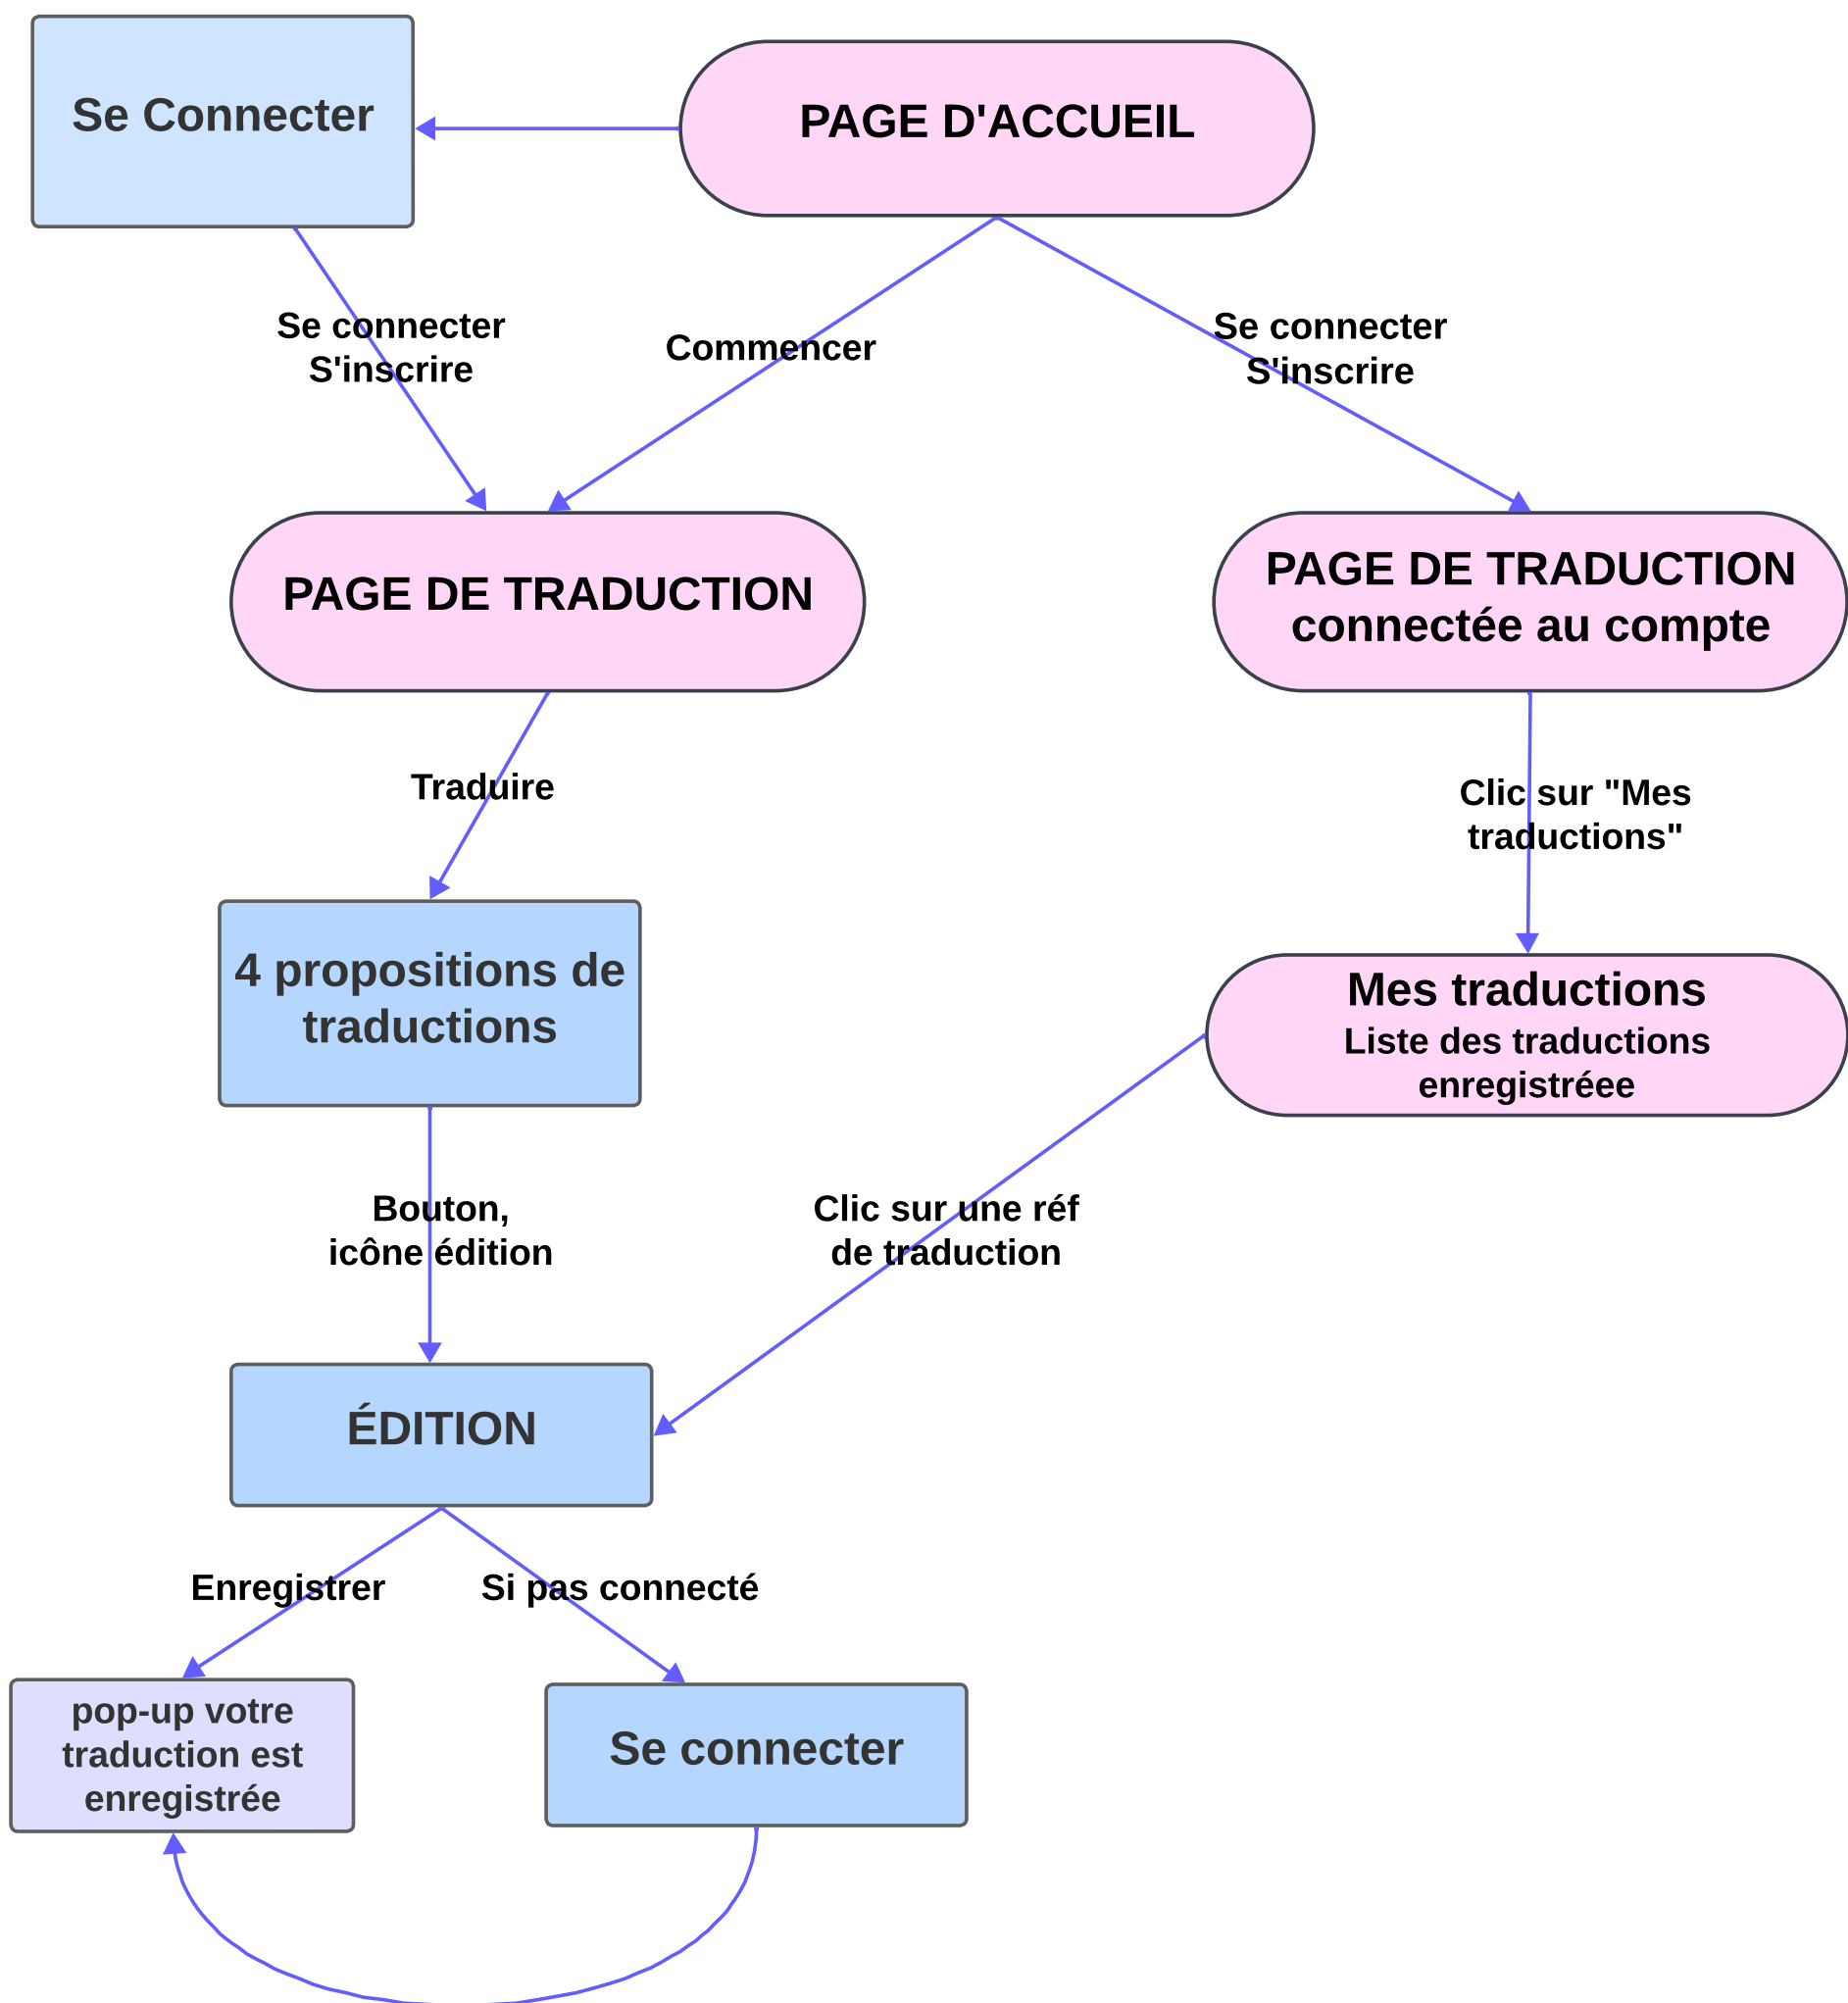 Se Connecter
PAGE D'ACCUEIL
Se connecter
S'inscrire
Commencer
Se connecter
S'inscrire
PAGE DE TRADUCTION
PAGE DE TRADUCTION
connectée au compte
Traduire
Clic sur "Mes
traductions"
4 propositions de
traductions
Mes traductions
Liste des traductions
enregistréee
Bouton,
icône édition
Clic sur une réf
de traduction
ÉDITION
Enregistrer
Si pas connecté
pop-up votre
traduction est
enregistrée
Se connecter